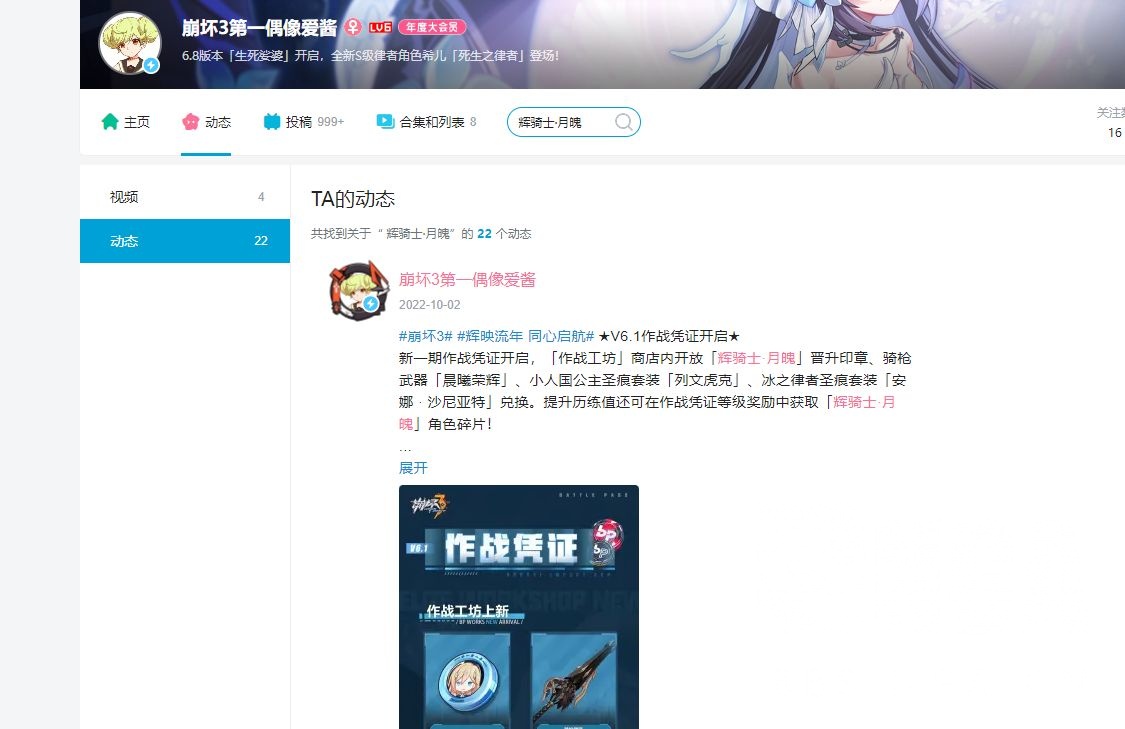 崩坏3第一偶像爱酱 LV6 年度大会员
6.8版本「生死娑婆」开启，全新S级律者角色希儿「死生之律者」登场！
主页 动态 投稿 999+ 合集和列表 8 辉骑士·月魄
关注数
16
视频 4
动态 22
TA的动态
共找到关于“ 辉骑士·月魄”的 22 个动态
崩坏3第一偶像爱酱
2022-10-02
#崩坏3# #辉映流年 同心启航# ★V6.1作战凭证开启★
新一期作战凭证开启，「作战工坊」商店内开放「辉骑士·月魄」晋升印章、骑枪
武器「晨曦荣辉」、小人国公主圣痕套装「列文虎克」、冰之律者圣痕套装「安
娜·沙尼亚特」兑换。提升历练值还可在作战凭证等级奖励中获取「辉骑士·月
魄」角色碎片！
...
展开
崩坏3
BATTLE PASS
V6.1 作战凭证 bp
bp
作战工坊上新
/ BP WORKS NEW ARRIVAL /